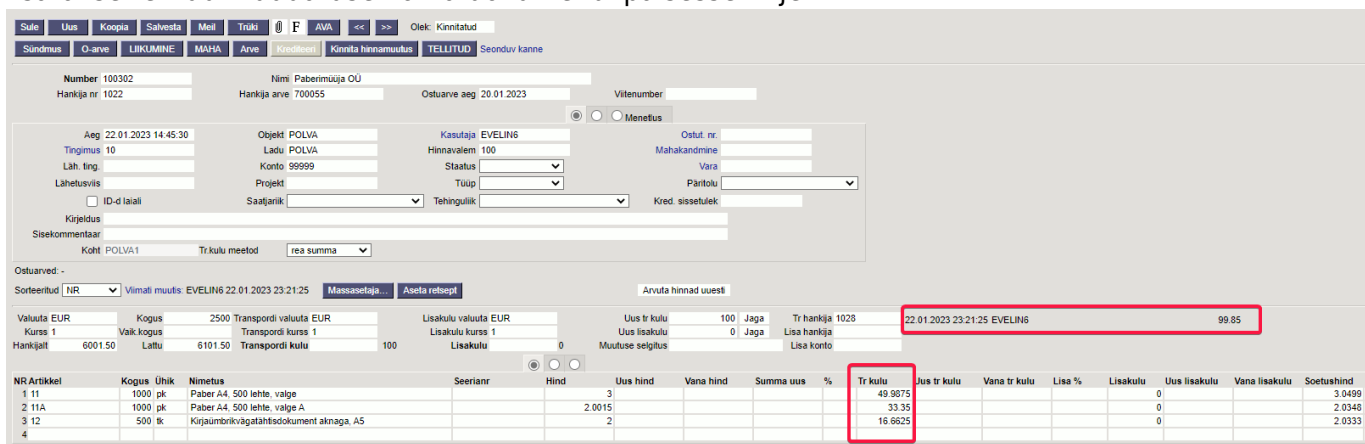 Sule Uus Koopia Salvesta Meil Trüki F AVA << >> Olek: Kinnitatud
Sündmus O-arve LIIKUMINE MAHA Arve Krediteeri Kinnita hinnamuutus TELLITUD Seonduv kanne
Number 100302 Nimi Paberimüüja OÜ
Hankija nr 1022 Hankija arve 700055 Ostuarve aeg 20.01.2023 Viitenumber
Menetlus
Aeg 22.01.2023 14:45:30 Objekt POLVA Kasutaja EVELIN6 Ostut. nr.
Tingimus 10 Ladu POLVA Hinnavalem 100 Mahakandmine
Läh. ting. Konto 99999 Staatus Vara
Lähetusviis Projekt Tüüp Päritolu
ID-d laiali Saatjariik Tehinguliik Kred. sissetulek
Kirjeldus
Sisekommentaar
Koht POLVA1 Tr.kulu meetod rea summa
Ostuarved: -
Sorteeritud NR Viimati muutis: EVELIN6 22.01.2023 23:21:25 Massasetaja... Aseta retsept Arvuta hinnad uuesti
Valuuta EUR Kogus 2500 Transpordi valuuta EUR Lisakulu valuuta EUR Uus tr kulu 100 Jaga Tr hankija 1028 22.01.2023 23:21:25 EVELIN6 99.85
Kurss 1 Vaik.kogus Transpordi kurss 1 Lisakulu kurss 1 Uus lisakulu 0 Jaga Lisa hankija
Hankijalt 6001.50 Lattu 6101.50 Transpordi kulu 100 Lisakulu 0 Muutuse selgitus Lisa konto
NR Artikkel Kogus Ühik Nimetus Seerianr Hind Uus hind Vana hind Summa uus % Tr kulu Uus tr kulu Vana tr kulu Lisa % Lisakulu Uus lisakulu Vana lisakulu Soetushind
1 11 1000 pk Paber A4, 500 lehte, valge 3 49.9875 0 3.0499
2 11A 1000 pk Paber A4, 500 lehte, valge A 2.0015 33.35 0 2.0348
3 12 500 tk Kirjaümbrikvägatähtisdokument aknaga, A5 2 16.6625 0 2.0333
4